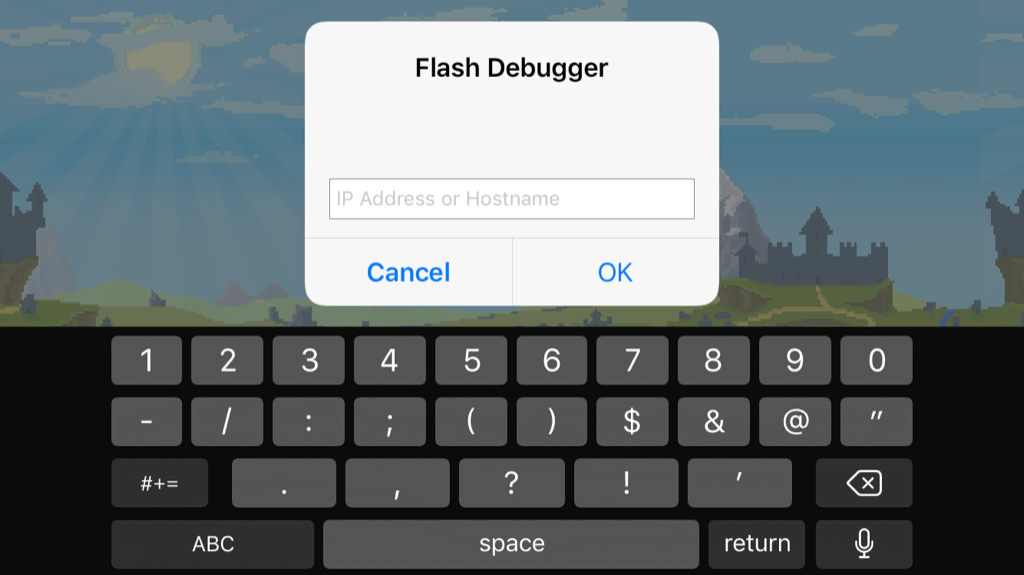 Flash Debugger
IP Address or Hostname
Cancel OK
1 2 3 4 5 6 7 8 9 0
- / : ; ( ) $ & @ "
#+= . , ? ! '
ABC space return